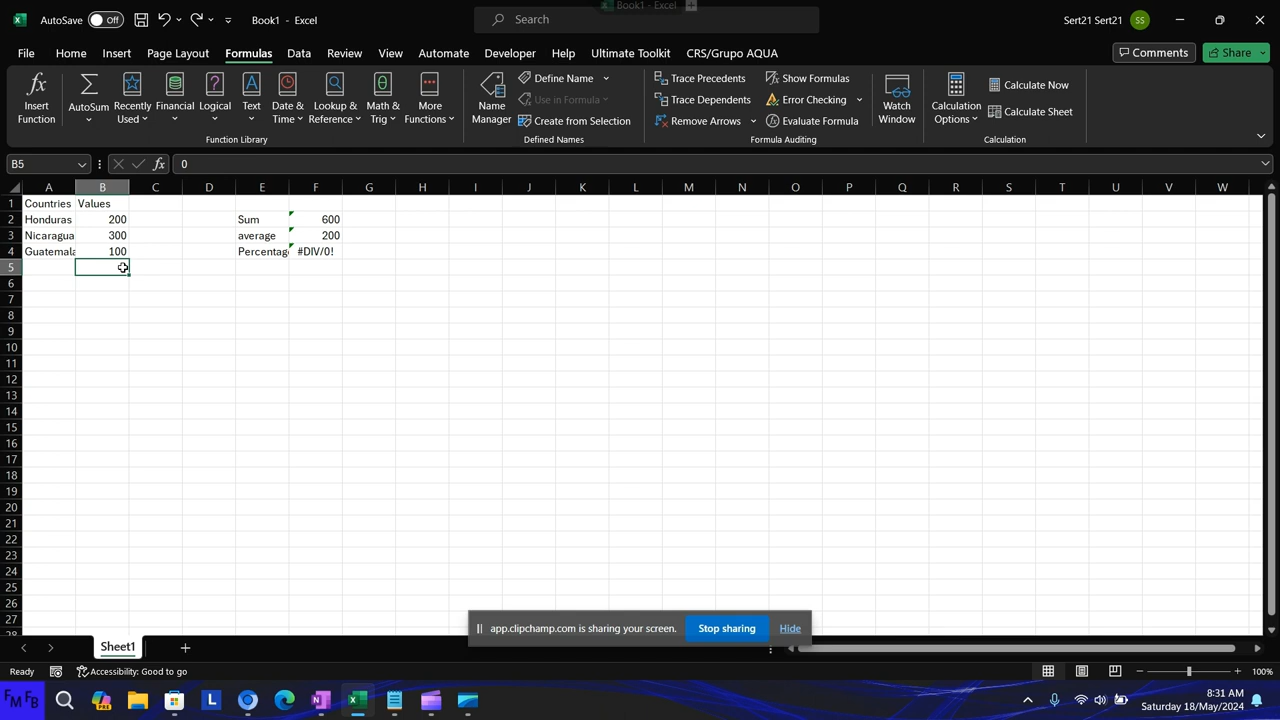 Book1 - Excel
AutoSave Off
Book1 - Excel
Search
Sert21 Sert21 SS
File Home Insert Page Layout Formulas Data Review View Automate Developer Help Ultimate Toolkit CRS/Grupo AQUA
Comments Share
Insert Function
AutoSum
Recently Used
Financial
Logical
Text
Date & Time
Lookup & Reference
Math & Trig
More Functions
Function Library
Name Manager
Define Name
Use in Formula
Create from Selection
Defined Names
Trace Precedents
Trace Dependents
Remove Arrows
Show Formulas
Error Checking
Evaluate Formula
Formula Auditing
Watch Window
Calculation Options
Calculate Now
Calculate Sheet
Calculation
B5 fx 0
A B C D E F G H I J K L M N O P Q R S T U V W
1 Countries Values
2 Honduras 200 Sum 600
3 Nicaragua 300 average 200
4 Guatemala 100 Percentag #DIV/0!
5
6
7
8
9
10
11
12
13
14
15
16
17
18
19
20
21
22
23
24
25
26
27
28
app.clipchamp.com is sharing your screen. Stop sharing Hide
Sheet1
Ready Accessibility: Good to go 100%
FM FB
8:31 AM
Saturday 18/May/2024